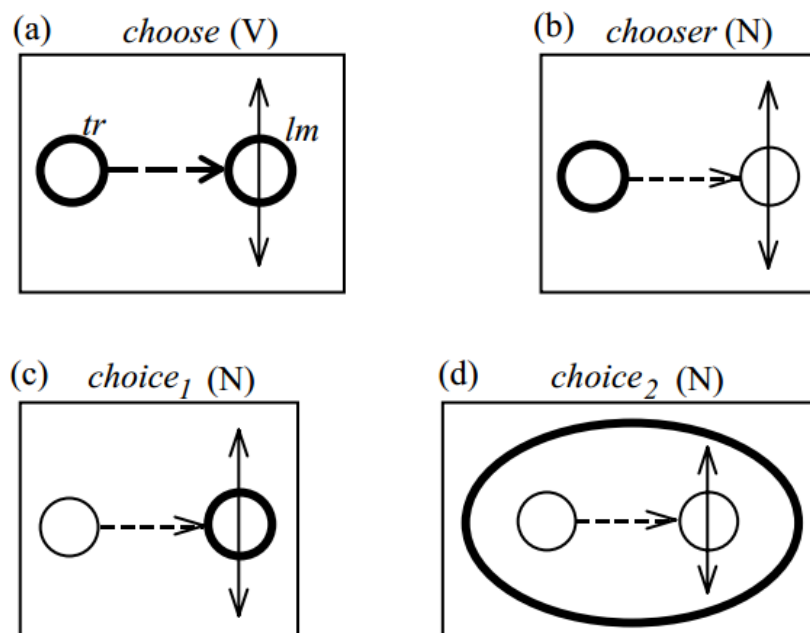 (a) choose (V)
tr
lm
(b) chooser (N)
(c) choice1 (N)
(d) choice2 (N)